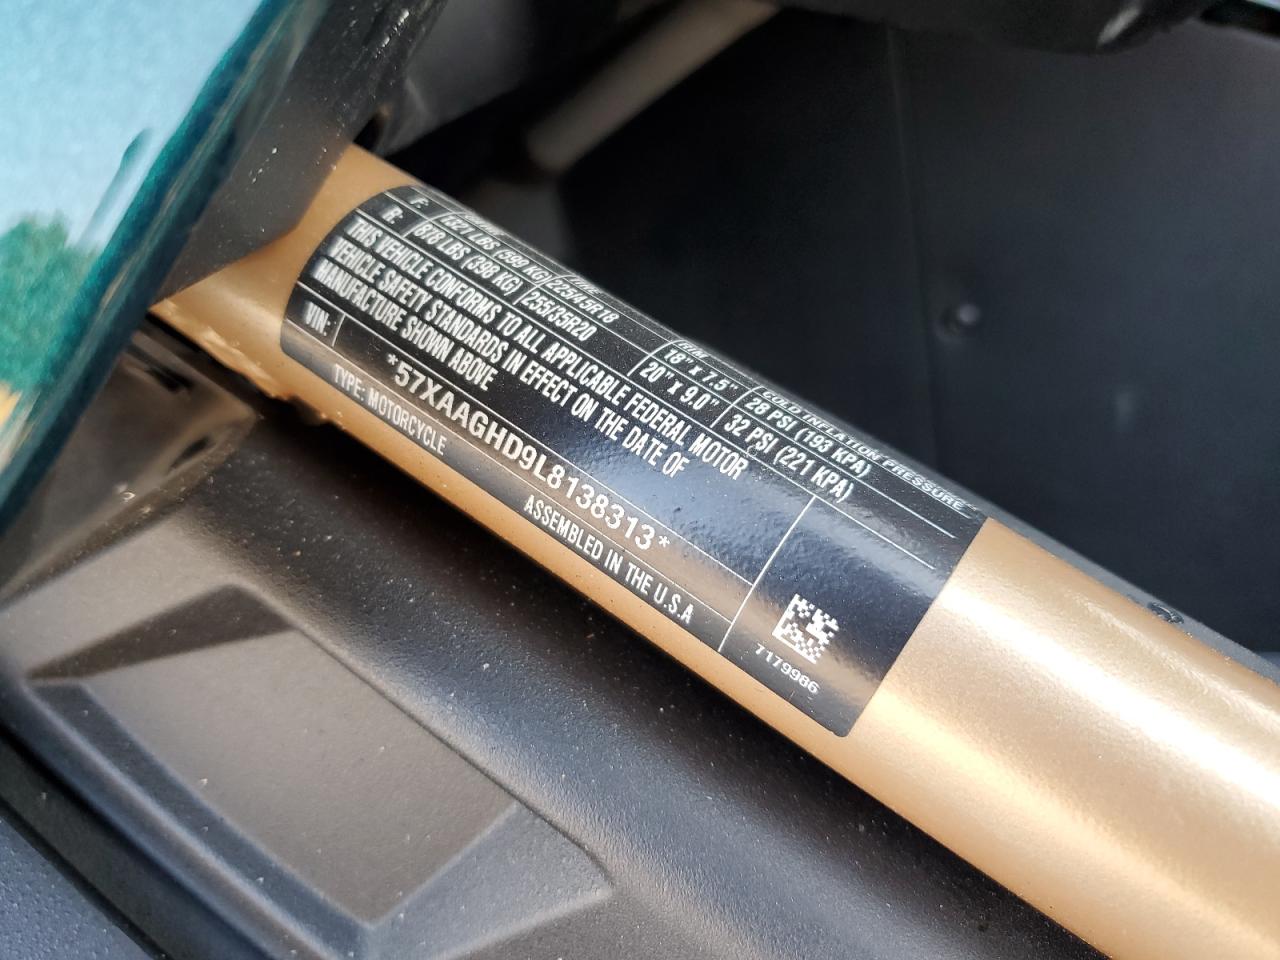 GAWR TIRE RIM COLD INFLATION PRESSURE
F: 1321 LBS (599 KG) 225/45R18 18" x 7.5" 28 PSI (193 KPA)
R: 878 LBS (398 KG) 255/35R20 20" x 9.0" 32 PSI (221 KPA)
THIS VEHICLE CONFORMS TO ALL APPLICABLE FEDERAL MOTOR
VEHICLE SAFETY STANDARDS IN EFFECT ON THE DATE OF
MANUFACTURE SHOWN ABOVE
VIN: *57XAAGHD9L8138313*
TYPE: MOTORCYCLE ASSEMBLED IN THE U.S.A
7179986